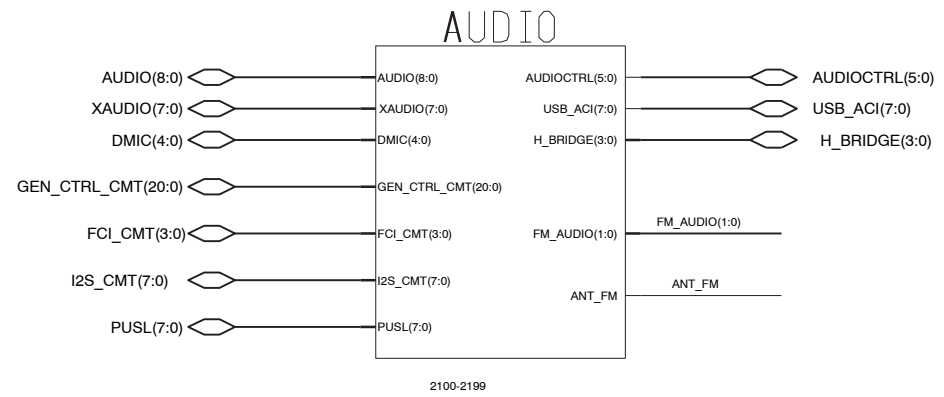 AUDIO
AUDIO(8:0) AUDIO(8:0) AUDIOCTRL(5:0) AUDIOCTRL(5:0)
XAUDIO(7:0) XAUDIO(7:0) USB_ACI(7:0) USB_ACI(7:0)
DMIC(4:0) DMIC(4:0) H_BRIDGE(3:0) H_BRIDGE(3:0)
GEN_CTRL_CMT(20:0) GEN_CTRL_CMT(20:0)
FCI_CMT(3:0) FCI_CMT(3:0) FM_AUDIO(1:0) FM_AUDIO(1:0)
I2S_CMT(7:0) I2S_CMT(7:0) ANT_FM ANT_FM
PUSL(7:0) PUSL(7:0)
2100-2199